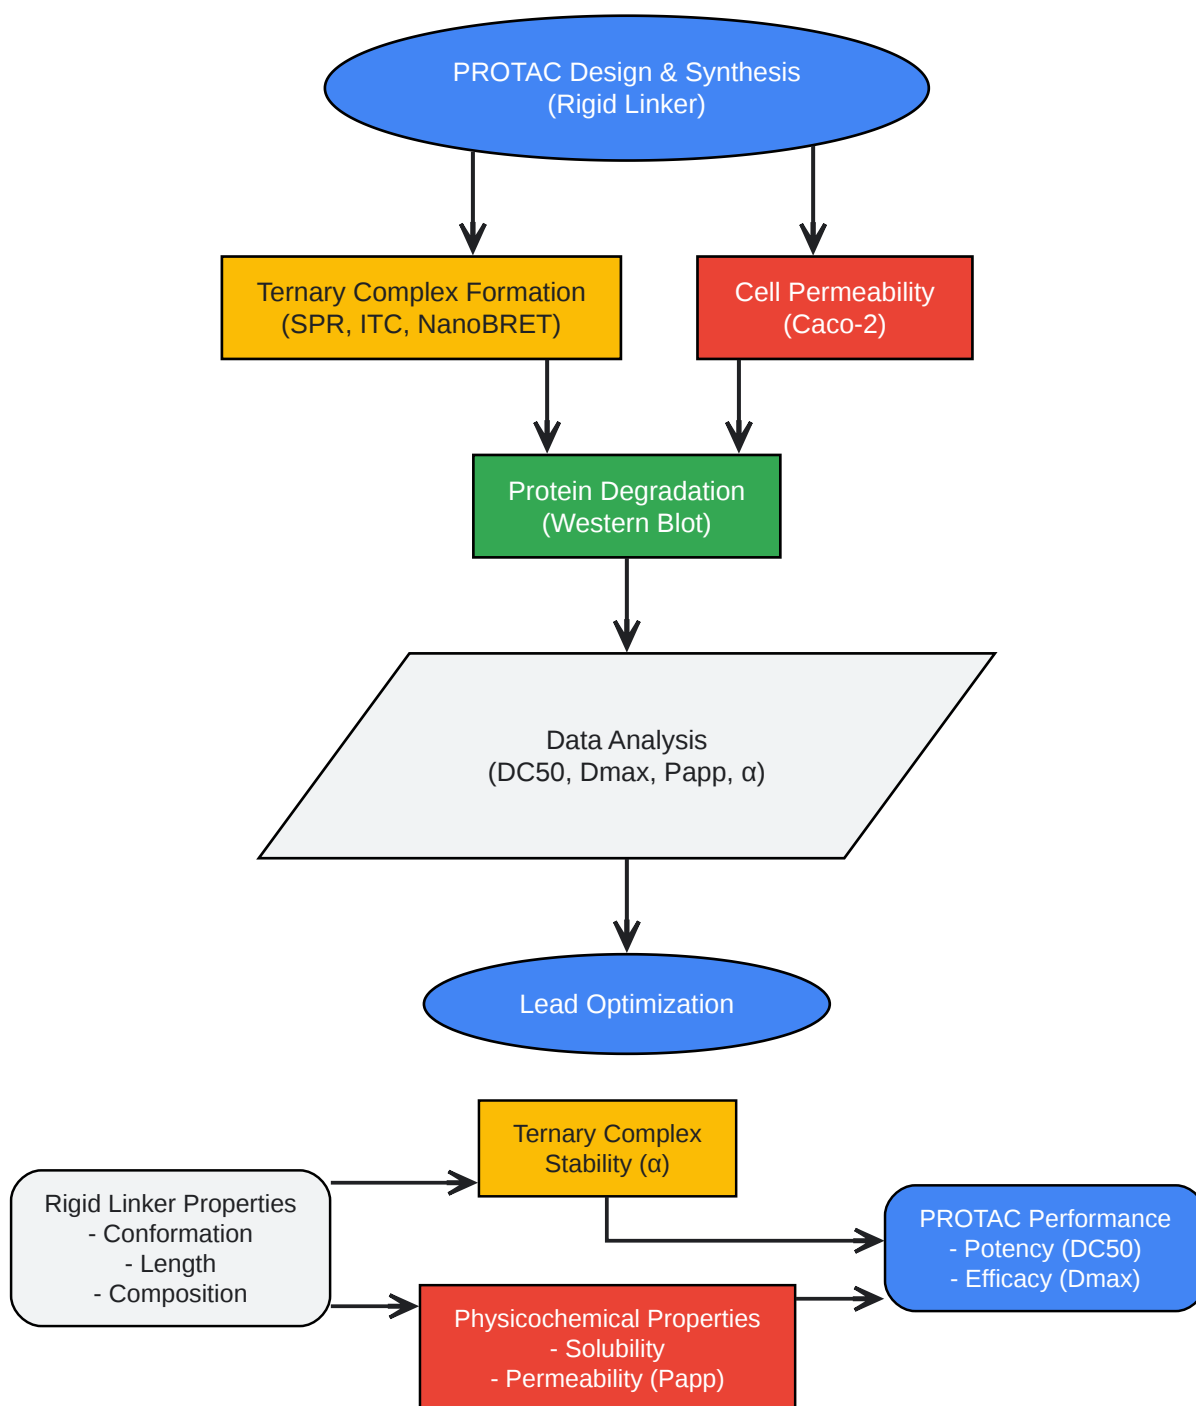 PROTAC Design & Synthesis
(Rigid Linker)
Ternary Complex Formation
(SPR, ITC, NanoBRET)
Cell Permeability
(Caco-2)
Protein Degradation
(Western Blot)
Data Analysis
(DC50, Dmax, Papp, α)
Lead Optimization
Ternary Complex
Stability (α)
Rigid Linker Properties
- Conformation
- Length
- Composition
PROTAC Performance
- Potency (DC50)
- Efficacy (Dmax)
Physicochemical Properties
- Solubility
- Permeability (Papp)